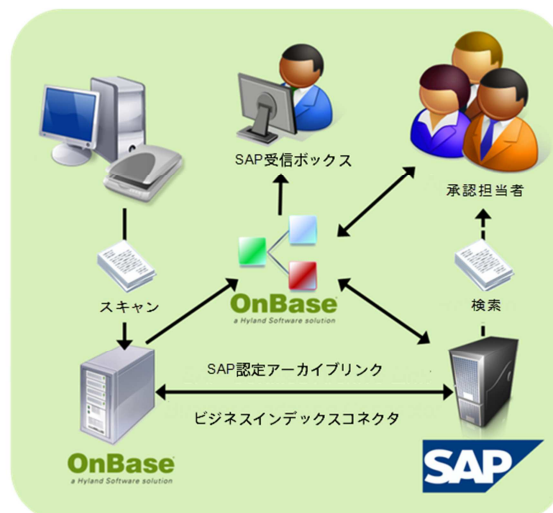 SAP受信ボックス
承認担当者
スキャン
OnBase
a Hyland Software solution
検索
SAP認定アーカイブリンク
ビジネスインデックスコネクタ
OnBase
a Hyland Software solution
SAP